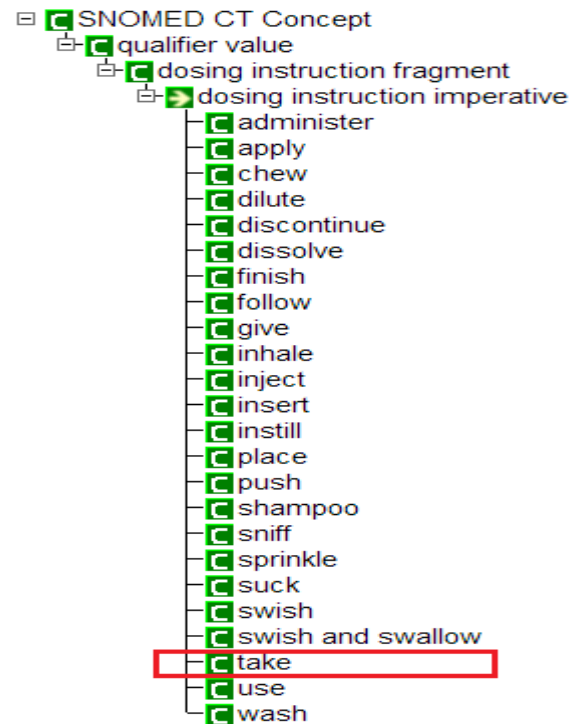 SNOMED CT Concept
qualifier value
dosing instruction fragment
dosing instruction imperative
administer
apply
chew
dilute
discontinue
dissolve
finish
follow
give
inhale
inject
insert
instill
place
push
shampoo
sniff
sprinkle
suck
swish
swish and swallow
take
use
wash